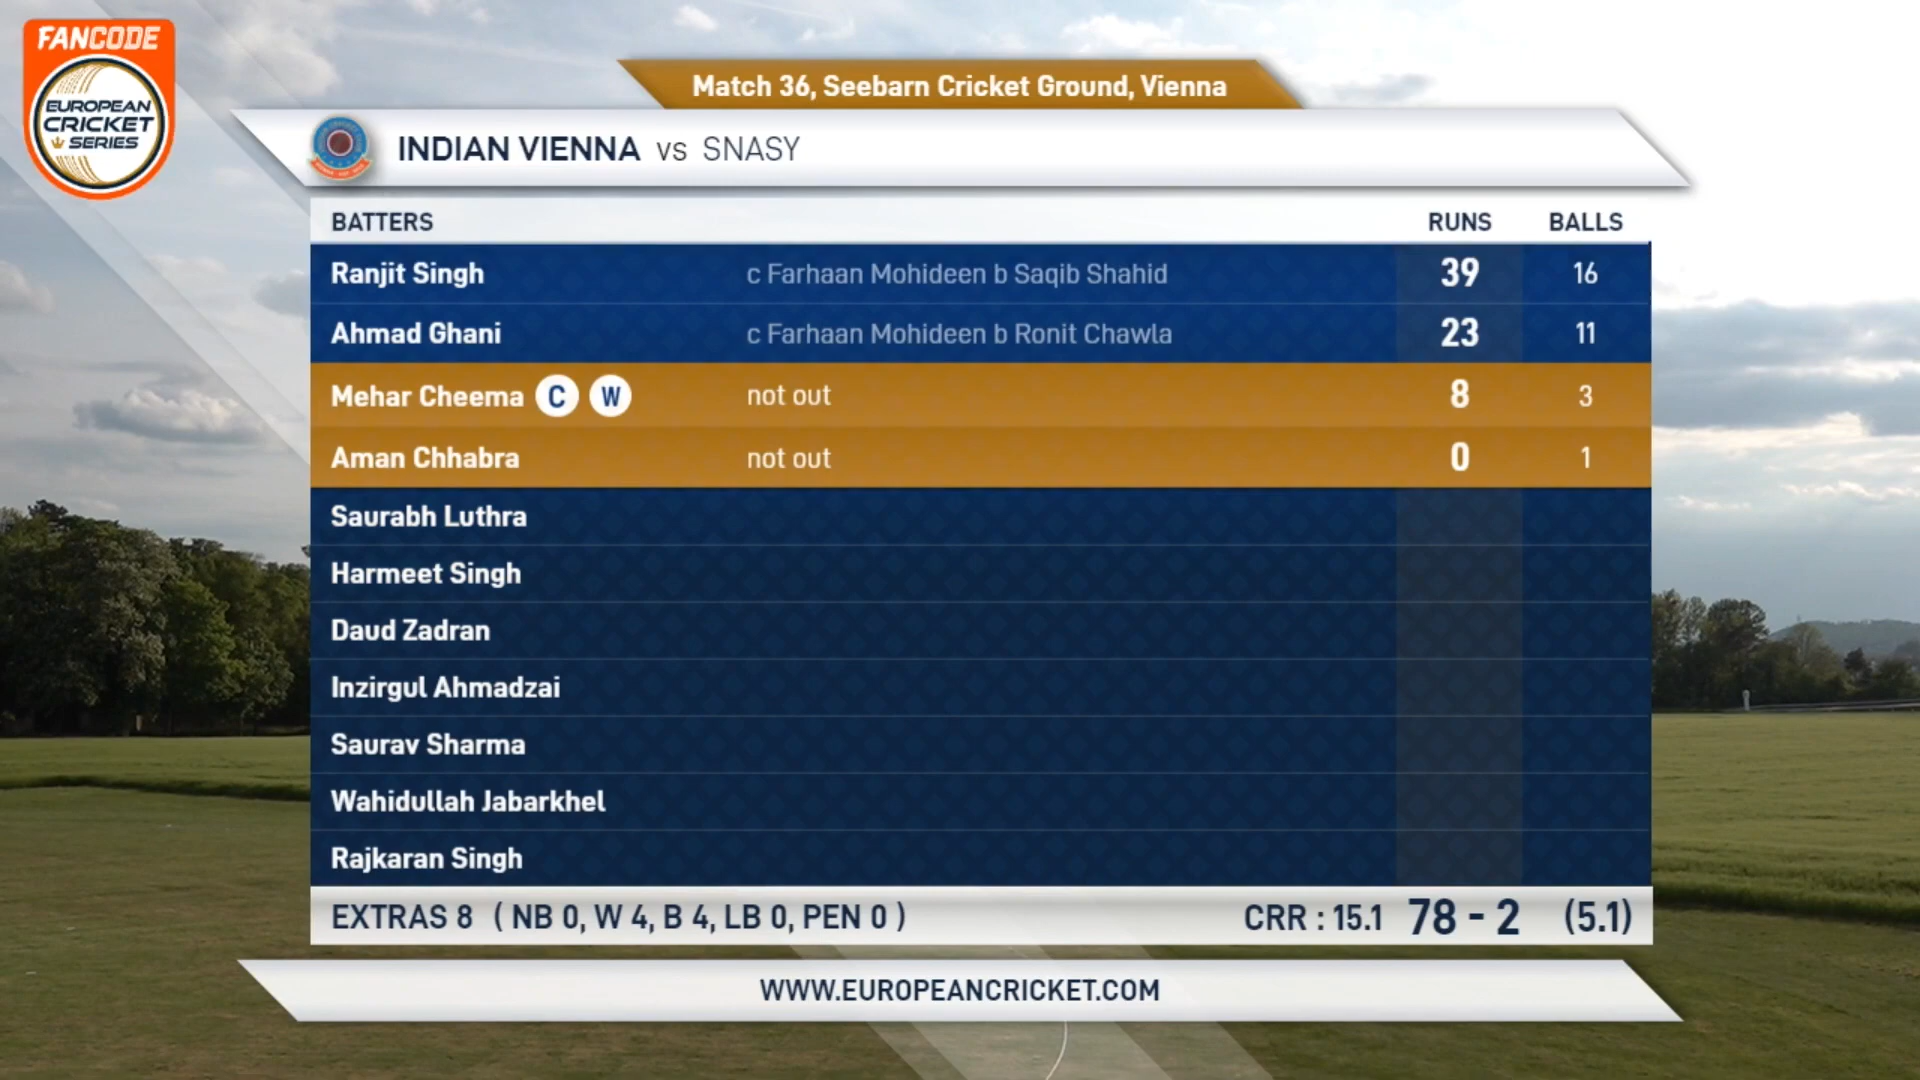 FANCODE
EUROPEAN
CRICKET
SERIES
Match 36, Seebarn Cricket Ground, Vienna
INDIAN VIENNA vs SNASY
BATTERS RUNS BALLS
Ranjit Singh c Farhaan Mohideen b Saqib Shahid 39 16
Ahmad Ghani c Farhaan Mohideen b Ronit Chawla 23 11
Mehar Cheema C W not out 8 3
Aman Chhabra not out 0 1
Saurabh Luthra
Harmeet Singh
Daud Zadran
Inzirgul Ahmadzai
Saurav Sharma
Wahidullah Jabarkhel
Rajkaran Singh
EXTRAS 8 ( NB 0, W 4, B 4, LB 0, PEN 0 ) CRR : 15.1 78 - 2 (5.1)
WWW.EUROPEANCRICKET.COM